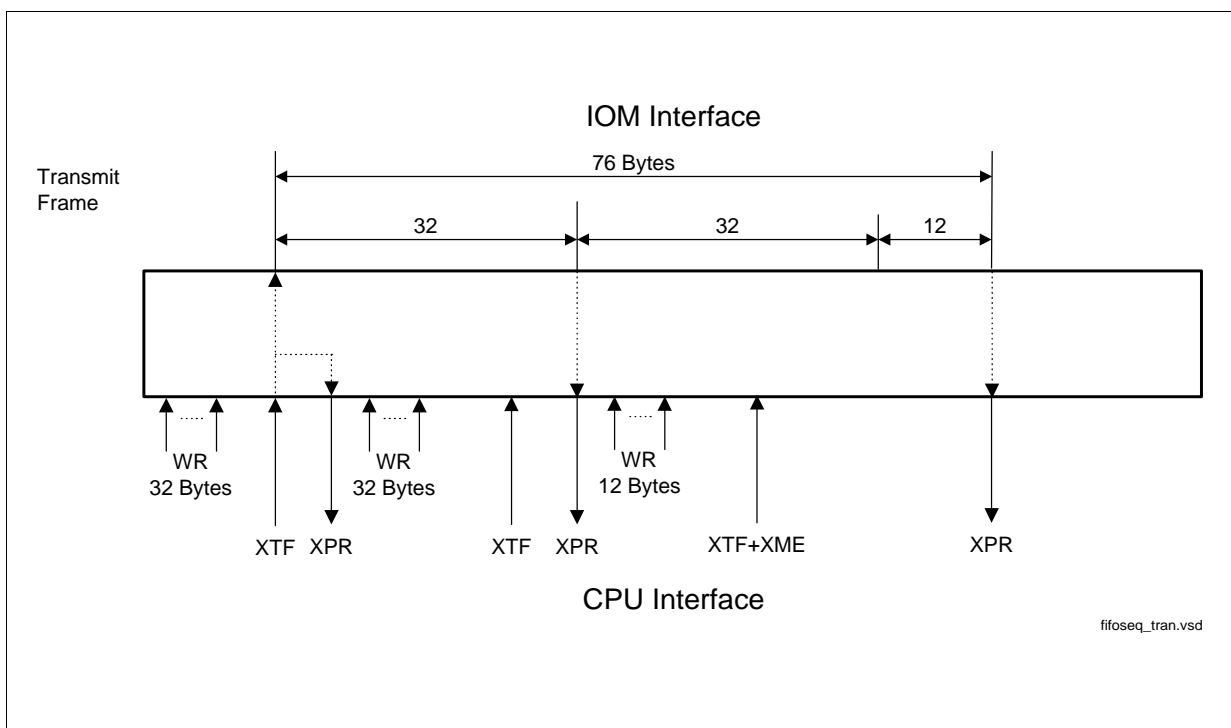 IOM Interface
76 Bytes
Transmit
Frame
32
32
12
WR
32 Bytes
WR
32 Bytes
WR
12 Bytes
XTF
XPR
XTF
XPR
XTF+XME
XPR
CPU Interface
fifoseq_tran.vsd